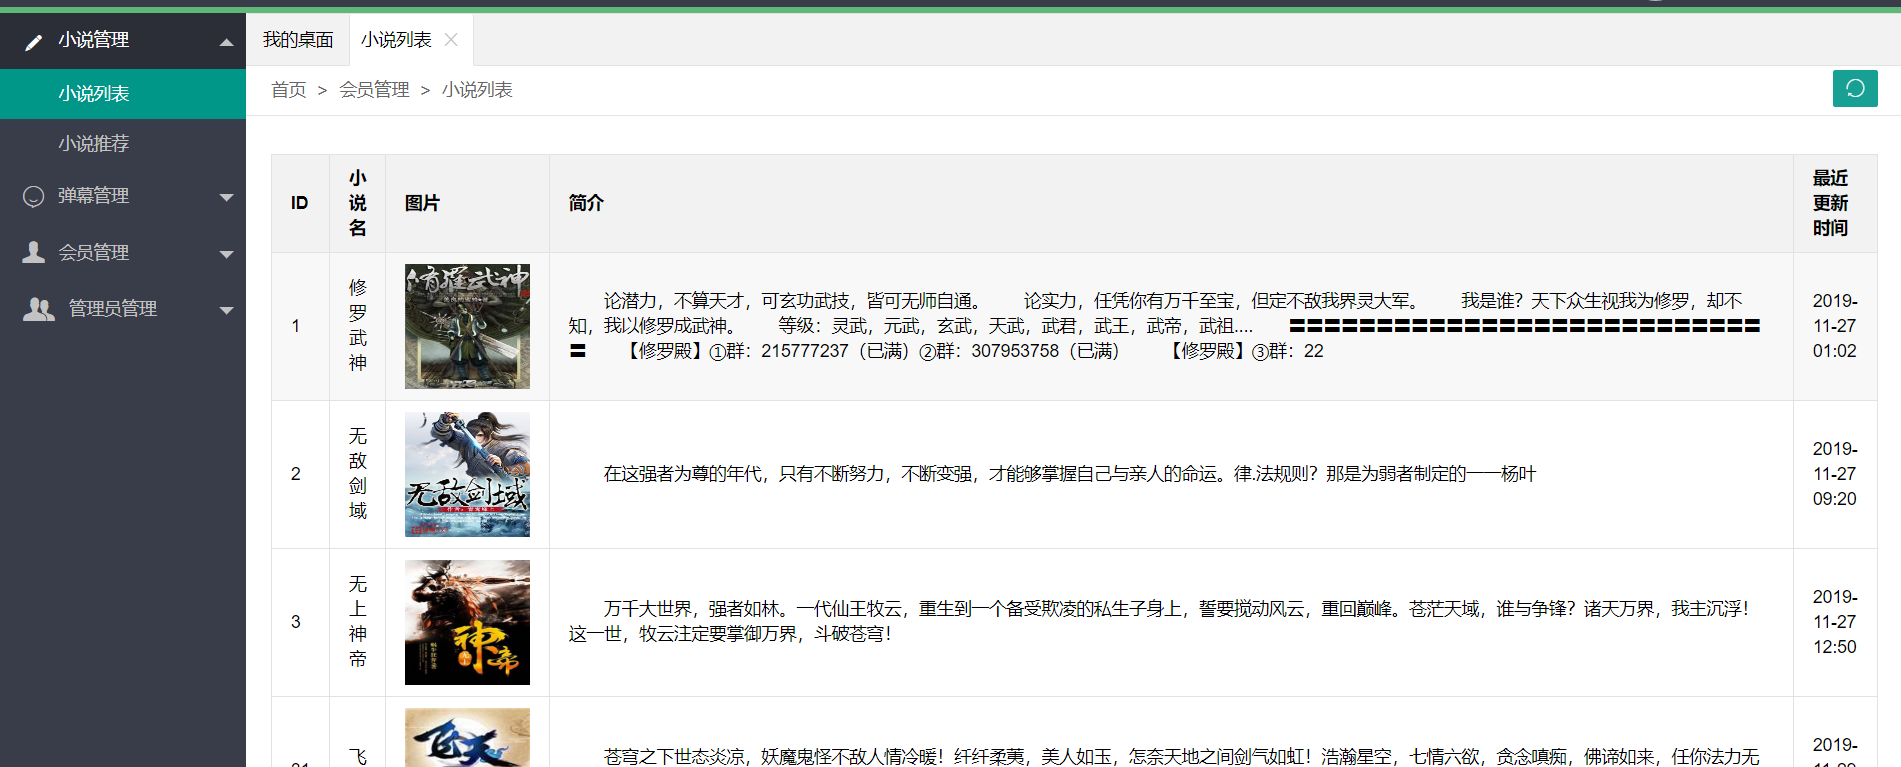 小说管理
小说列表
小说推荐
弹幕管理
会员管理
管理员管理
我的桌面
小说列表
首页 > 会员管理 > 小说列表
ID
小说名
图片
简介
最近更新时间
1
修罗武神
修羅武神
论潜力，不算天才，可玄功武技，皆可无师自通。 论实力，任凭你有万千至宝，但定不敌我界灵大军。 我是谁？天下众生视我为修罗，却不
知，我以修罗成武神。 等级：灵武，元武，玄武，天武，武君，武王，武帝，武祖.... 〓〓〓〓〓〓〓〓〓〓〓〓〓〓〓〓〓〓〓〓〓〓〓〓〓〓〓
〓 【修罗殿】①群：215777237（已满）②群：307953758（已满） 【修罗殿】③群：22
2019-
11-27
01:02
2
无敌剑域
无敌剑域
在这强者为尊的年代，只有不断努力，不断变强，才能够掌握自己与亲人的命运。律.法规则？那是为弱者制定的一一杨叶
2019-
11-27
09:20
3
无上神帝
无上神帝
万千大世界，强者如林。一代仙王牧云，重生到一个备受欺凌的私生子身上，誓要搅动风云，重回巅峰。苍茫天域，谁与争锋？诸天万界，我主沉浮！
这一世，牧云注定要掌御万界，斗破苍穹！
2019-
11-27
12:50
飞
飞天
苍穹之下世态炎凉，妖魔鬼怪不敌人情冷暖！纤纤柔荑，美人如玉，怎奈天地之间剑气如虹！浩瀚星空，七情六欲，贪念嗔痴，佛谛如来，任你法力无
2019-